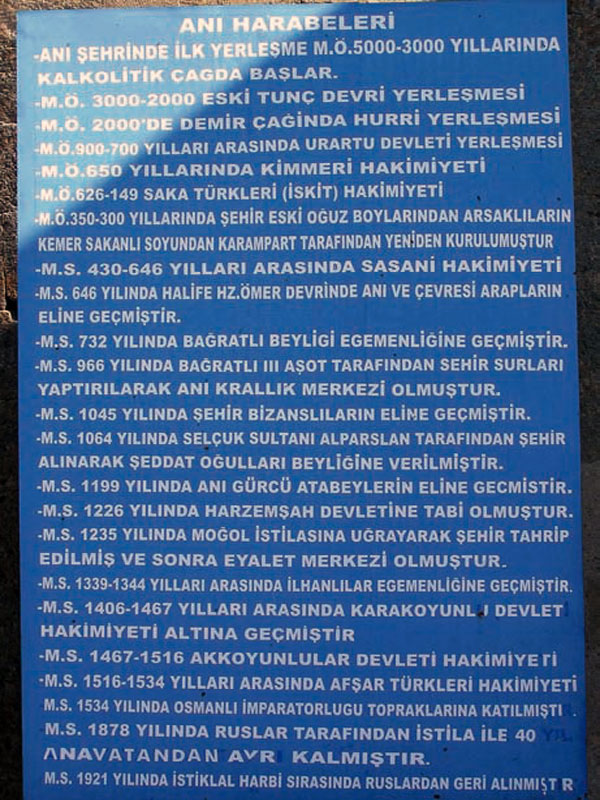 ANI HARABELERİ
-ANI ŞEHRİNDE İLK YERLEŞME M.Ö.5000-3000 YILLARINDA
KALKOLİTİK ÇAGDA BAŞLAR.
-M.Ö. 3000-2000 ESKİ TUNÇ DEVRİ YERLEŞMESİ
-M.Ö. 2000'DE DEMİR ÇAĞINDA HURRİ YERLEŞMESİ
-M.Ö.900-700 YILLARI ARASINDA URARTU DEVLETİ YERLEŞMESİ
-M.Ö.650 YILLARINDA KİMMERİ HAKİMİYETİ
-M.Ö.626-149 SAKA TÜRKLERİ (İSKİT) HAKİMİYETİ
-M.Ö.350-300 YILLARINDA ŞEHİR ESKİ OĞUZ BOYLARINDAN ARSAKLILARIN
KEMER SAKANLI SOYUNDAN KARAMPART TARAFINDAN YENİDEN KURULUMUŞTUR
-M.S. 430-646 YILLARI ARASINDA SASANİ HAKİMİYETİ
-M.S. 646 YILINDA HALİFE HZ.ÖMER DEVRİNDE ANI VE ÇEVRESİ ARAPLARIN
ELİNE GEÇMİŞTİR.
-M.S. 732 YILINDA BAĞRATLI BEYLİGİ EGEMENLİĞİNE GEÇMİŞTİR.
-M.S. 966 YILINDA BAĞRATLI III AŞOT TARAFINDAN SEHİR SURLARI
YAPTIRILARAK ANI KRALLIK MERKEZİ OLMUŞTUR.
-M.S. 1045 YILINDA ŞEHİR BİZANSLILARIN ELİNE GEÇMİŞTİR.
-M.S. 1064 YILINDA SELÇUK SULTANI ALPARSLAN TARAFINDAN ŞEHİR
ALINARAK ŞEDDAT OĞULLARI BEYLİĞİNE VERİLMİŞTİR.
-M.S. 1199 YILINDA ANI GÜRCÜ ATABEYLERİN ELİNE GECMİSTİR.
-M.S. 1226 YILINDA HARZEMŞAH DEVLETİNE TABİ OLMUŞTUR.
-M.S. 1235 YILINDA MOĞOL İSTİLASINA UĞRAYARAK ŞEHİR TAHRİP
EDİLMİŞ VE SONRA EYALET MERKEZİ OLMUŞTUR.
-M.S. 1339-1344 YILLARI ARASINDA İLHANLILAR EGEMENLİĞİNE GEÇMİŞTİR.
-M.S. 1406-1467 YILLARI ARASINDA KARAKOYUNLU DEVLET
HAKİMİYETİ ALTINA GEÇMİŞTİR
-M.S. 1467-1516 AKKOYUNLULAR DEVLETİ HAKİMİYETİ
-M.S. 1516-1534 YILLARI ARASINDA AFŞAR TÜRKLERİ HAKİMİYETİ
M.S. 1534 YILINDA OSMANLI İMPARATORLUGU TOPRAKLARINA KATILMIŞTI
M.S. 1878 YILINDA RUSLAR TARAFINDAN İSTİLA İLE 40
ANAVATANDAN AYRI KALMIŞTIR.
M.S. 1921 YILINDA İSTİKLAL HARBİ SIRASINDA RUSLARDAN GERİ ALINMIŞTIR